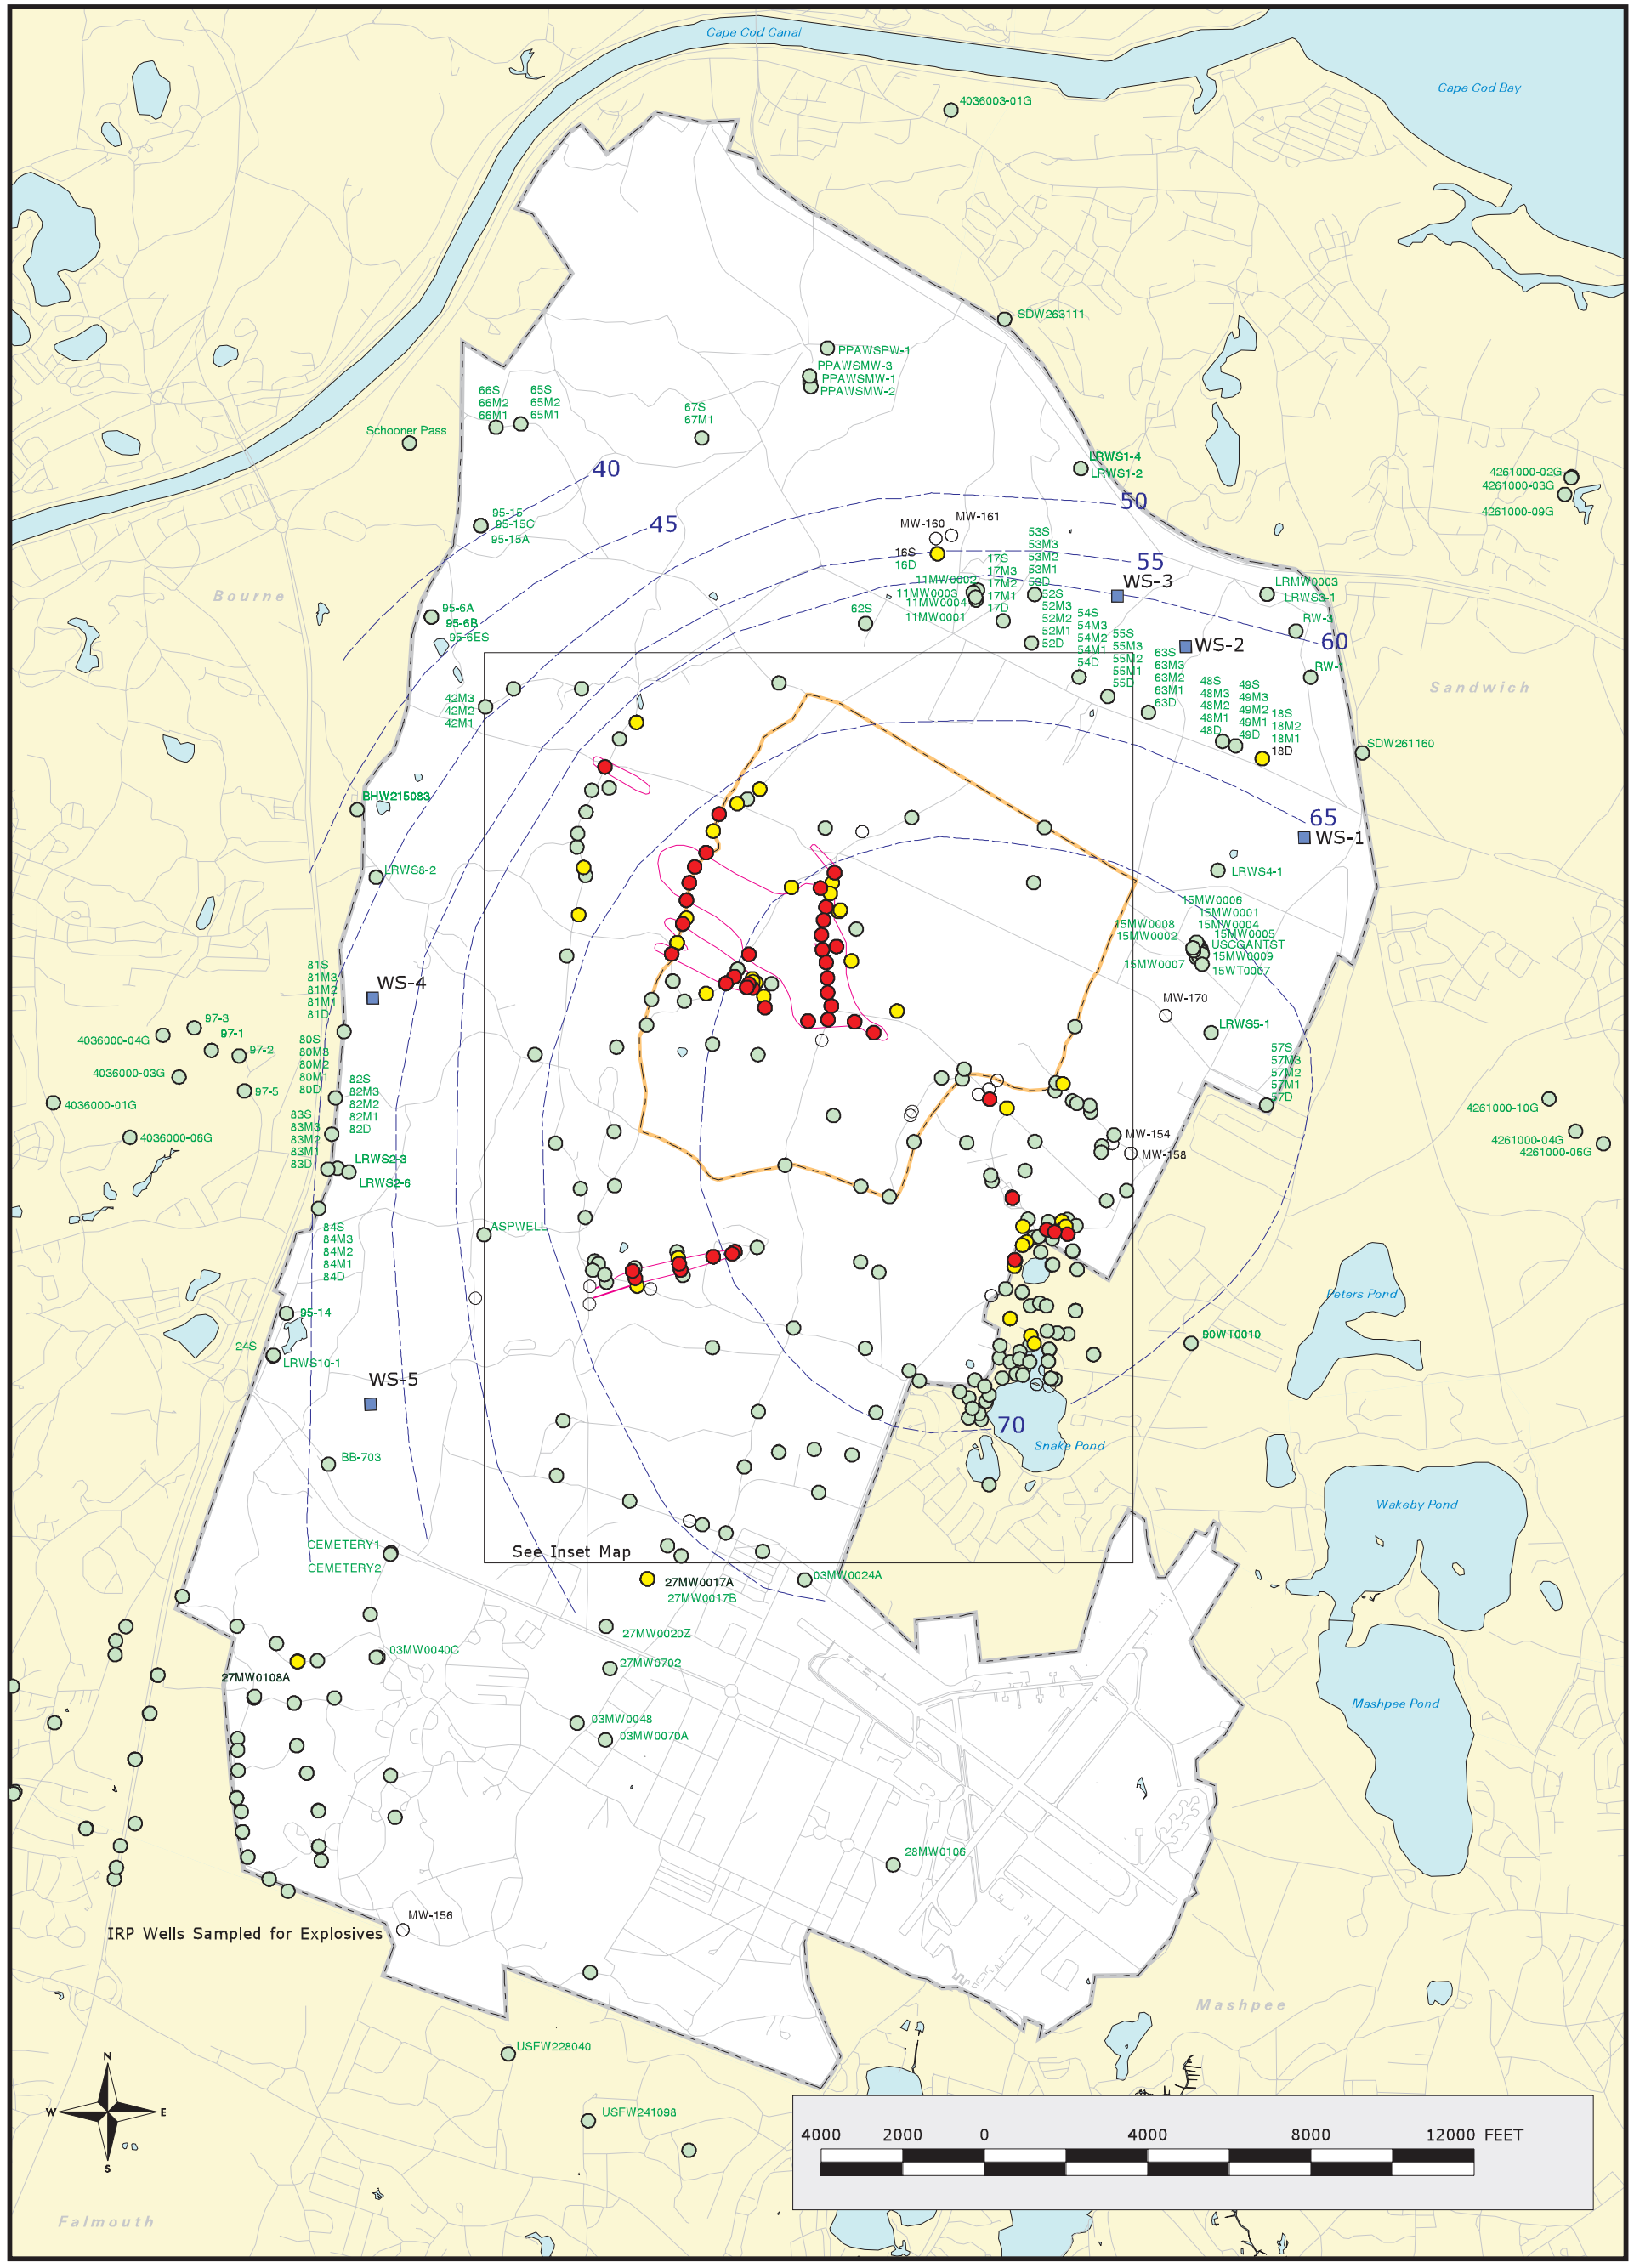 Cape Cod Canal
Cape Cod Bay
4036003-01G
SDW263111
PPAWSPW-1
PPAWSMW-3
PPAWSMW-1
PPAWSMW-2
66S
66M2
66M1
65S
65M2
65M1
67S
67M1
Schooner Pass
LRWS1-4
LRWS1-2
4261000-02G
4261000-03G
4261000-09G
40
45
50
55
95-15
95-15C
95-15A
MW-160
MW-161
16S
16D
53S
53M3
53M2
53M1
53D
17S
17M3
17M2
17M1
17D
11MW0002
11MW0003
11MW0004
11MW0001
WS-3
LRMW0003
LRWS3-1
Bourne
95-6A
95-6B
95-6ES
62S
52S
52M3
52M2
52M1
52D
54S
54M3
54M2
54M1
54D
55S
55M3
55M2
55M1
55D
RW-3
60
WS-2
63S
63M3
63M2
63M1
63D
RW-1
Sandwich
48S
48M3
48M2
48M1
48D
49S
49M3
49M2
49M1
49D
18S
18M2
18M1
18D
42M3
42M2
42M1
SDW261160
BHW215083
65
WS-1
LRWS8-2
LRWS4-1
15MW0006
15MW0001
15MW0004
15MW0008
15MW0005
15MW0002
USCGANTST
15MW0009
15MW0007
15WT0007
81S
81M3
81M2
81M1
81D
WS-4
MW-170
LRWS5-1
97-3
97-1
4036000-04G
97-2
4036000-03G
97-5
4036000-01G
4036000-06G
80S
80M3
80M2
80M1
80D
82S
82M3
82M2
82M1
82D
83S
83M3
83M2
83M1
83D
57S
57M3
57M2
57M1
57D
4261000-10G
4261000-04G
4261000-06G
MW-154
MW-158
LRWS2-3
LRWS2-6
84S
84M3
84M2
84M1
84D
ASPWELL
95-14
Peters Pond
24S
LRWS10-1
90WT0010
WS-5
70
Snake Pond
BB-703
Wakeby Pond
CEMETERY1
CEMETERY2
See Inset Map
27MW0017A
27MW0017B
03MW0024A
27MW0020Z
03MW0040C
27MW0108A
27MW0702
Mashpee Pond
03MW0048
03MW0070A
28MW0106
MW-156
IRP Wells Sampled for Explosives
Mashpee
USFW228040
N
W
E
S
USFW241098
4000
2000
0
4000
8000
12000 FEET
Falmouth